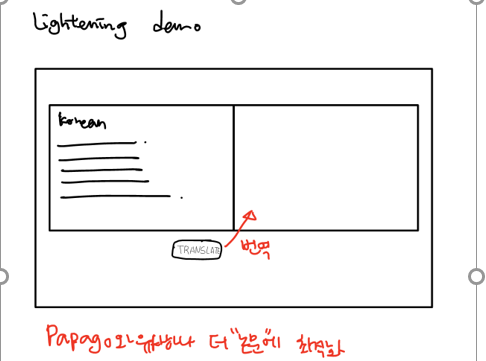 Lightening demo
Korean
TRANSLATE
번역
Papago와 유사하나 더 "논문"에 최적화